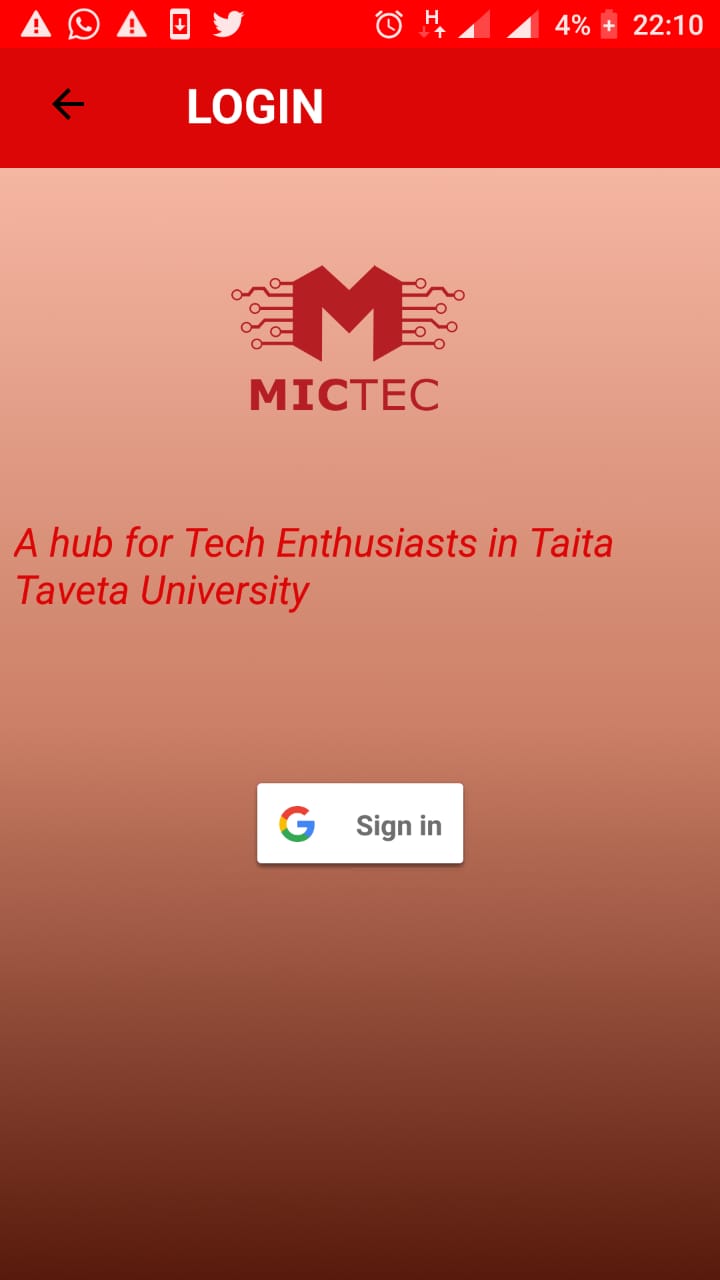 H 4% 22:10
LOGIN
MICTEC
A hub for Tech Enthusiasts in Taita
Taveta University
G Sign in